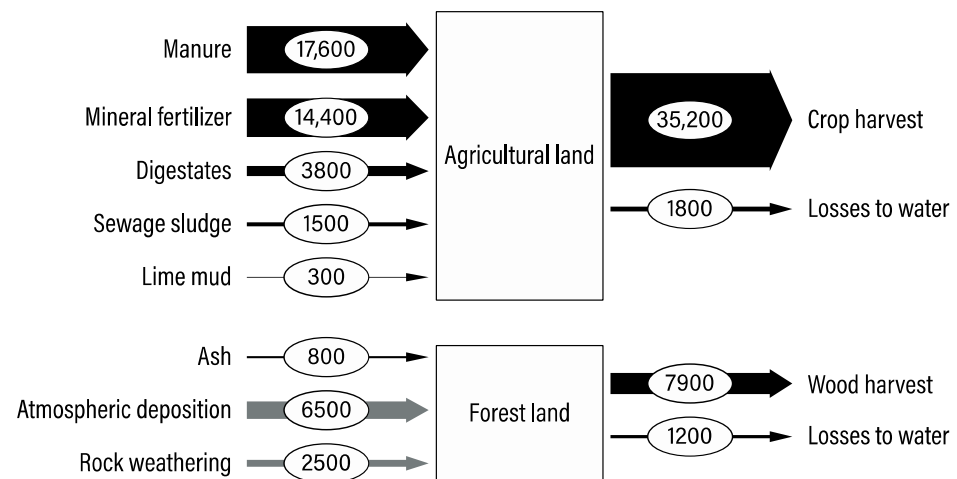 Manure
17,600
Mineral fertilizer
14,400
Digestates
3800
Sewage sludge
1500
Lime mud
300
Agricultural land
35,200
Crop harvest
1800
Losses to water
Ash
800
Atmospheric deposition
6500
Rock weathering
2500
Forest land
7900
Wood harvest
1200
Losses to water